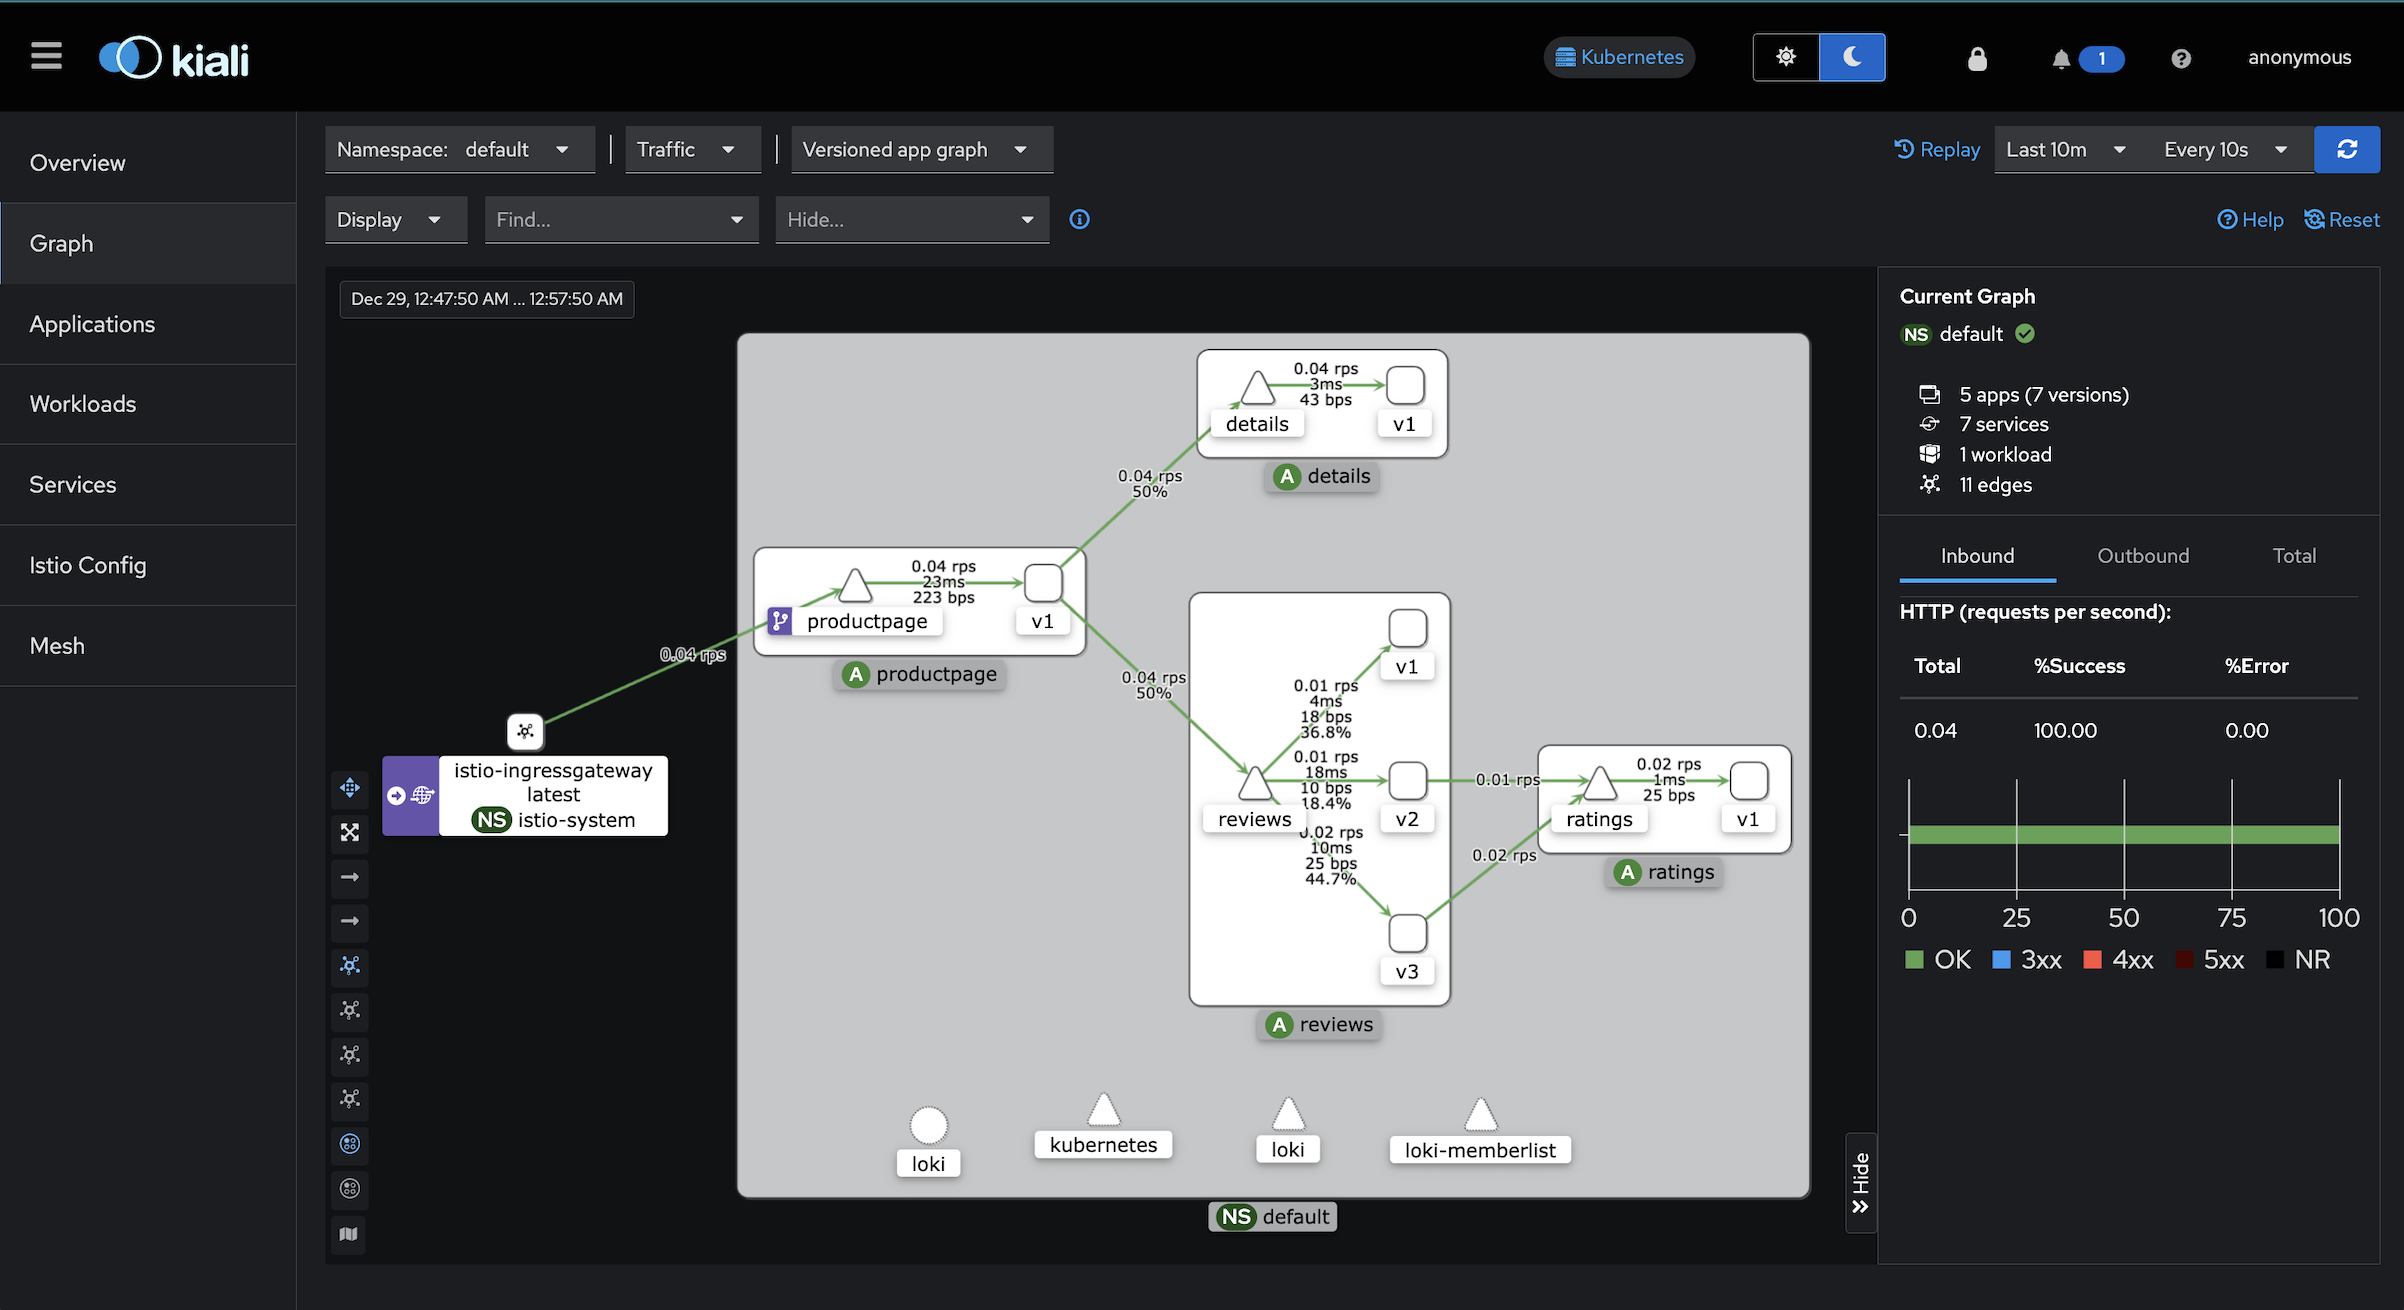 kiali
Kubernetes
1
anonymous
Overview
Graph
Applications
Workloads
Services
Istio Config
Mesh
Namespace: default
Traffic
Versioned app graph
Replay
Last 10m
Every 10s
Display
Find...
Hide...
Help
Reset
Dec 29, 12:47:50 AM ... 12:57:50 AM
0.04 rps
3ms
43 bps
details
v1
A details
0.04 rps
50%
0.04 rps
23ms
223 bps
productpage
v1
A productpage
0.04 rps
0.04 rps
50%
istio-ingressgateway
latest
NS istio-system
v1
0.01 rps
4ms
18 bps
36.8%
0.01 rps
18ms
10 bps
18.4%
reviews
v2
0.02 rps
10ms
25 bps
44.7%
v3
A reviews
0.01 rps
0.02 rps
0.02 rps
1ms
25 bps
ratings
v1
A ratings
loki
kubernetes
loki
loki-memberlist
NS default
Hide
Current Graph
NS default
5 apps (7 versions)
7 services
1 workload
11 edges
Inbound
Outbound
Total
HTTP (requests per second):
Total %Success %Error
0.04 100.00 0.00
0 25 50 75 100
OK 3xx 4xx 5xx NR